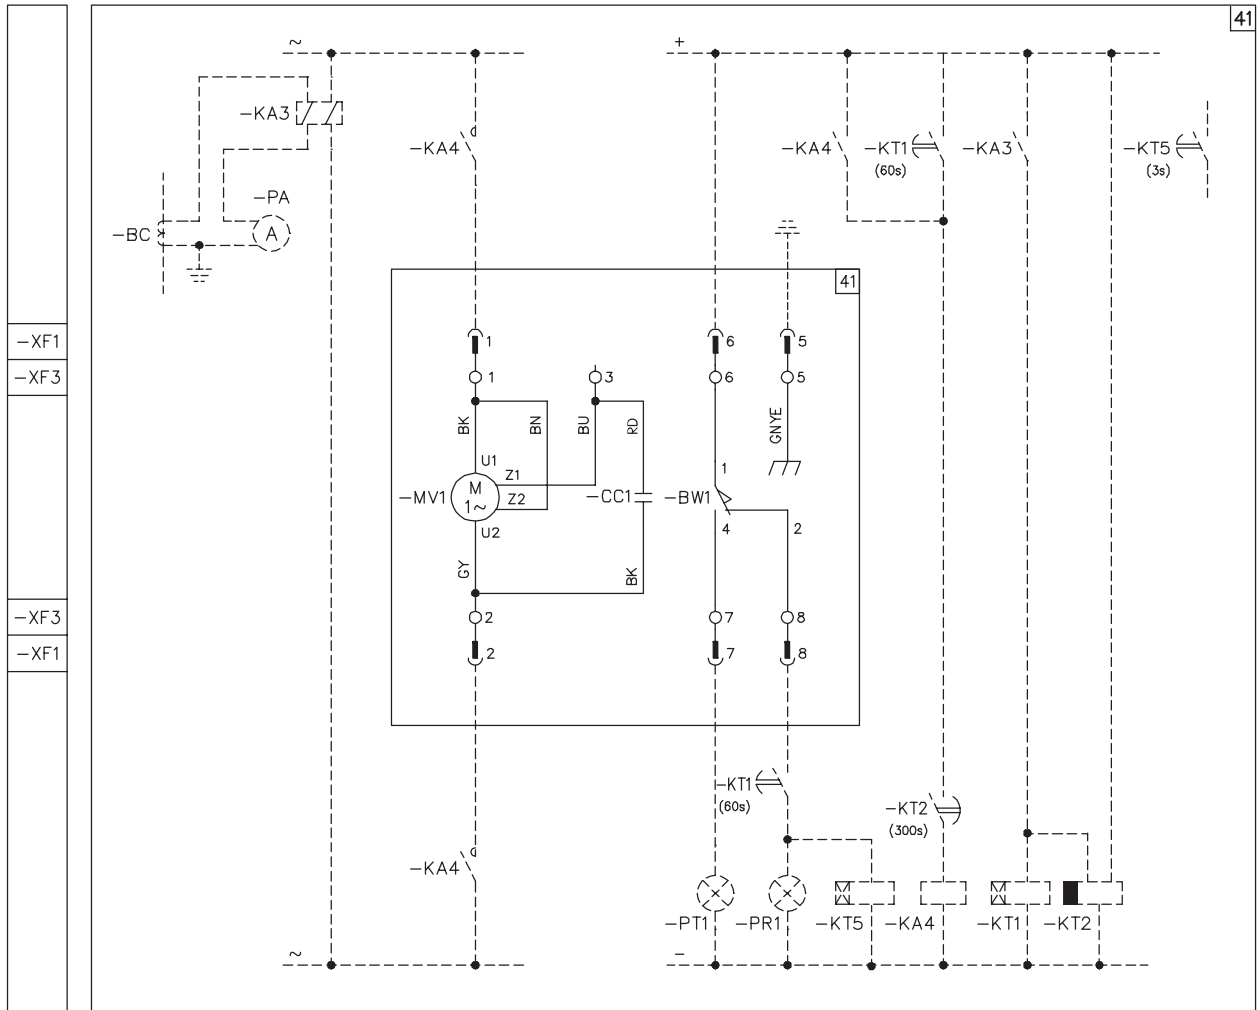 41
~
+
-KA3
-KA4
-KA4
-KT1
(60s)
-KA3
-KT5
(3s)
-PA
-BC
A
41
-XF1
1
6
5
-XF3
1
3
6
5
BK
BN
BU
RD
GNYE
U1
Z1
1
-MV1
M
1~
Z2
-CC1
-BW1
U2
4
2
GY
BK
-XF3
2
7
8
-XF1
2
7
8
-KT1
(60s)
-KT2
(300s)
-KA4
-PT1
-PR1
-KT5
-KA4
-KT1
-KT2
~
-